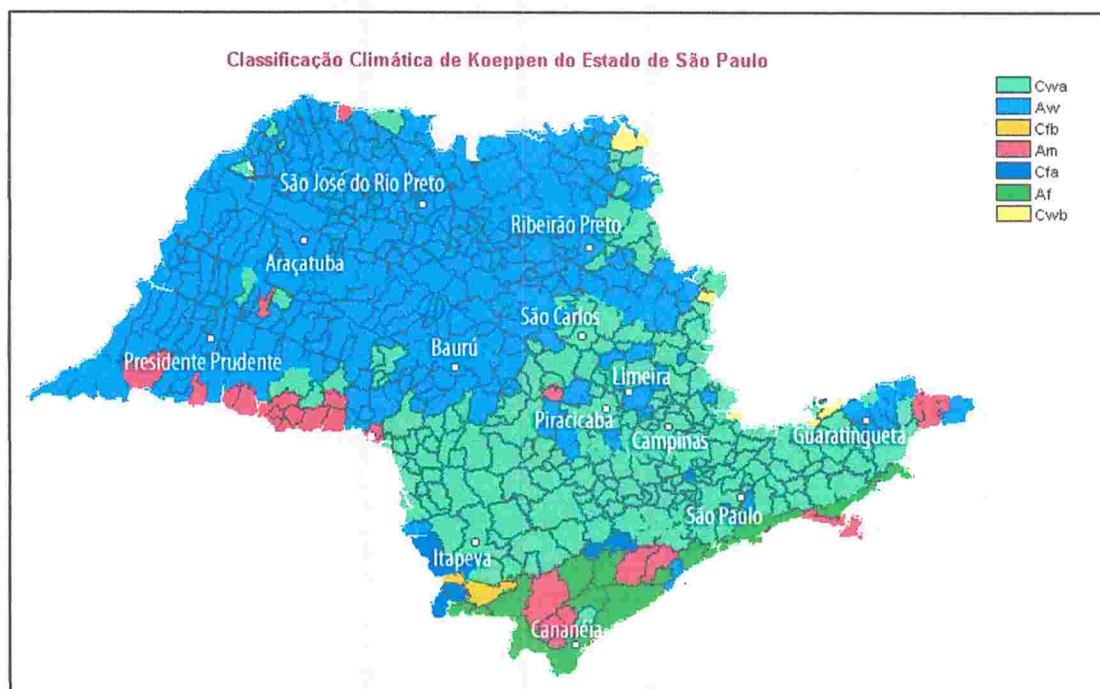 Classificação Climática de Koeppen do Estado de São Paulo
Cwa
Aw
Cfb
Am
Cfa
Af
Cwb
São José do Rio Preto
Ribeirão Preto
Araçatuba
São Carlos
Presidente Prudente
Baurú
Limeira
Piracicaba
Campinas
Guaratingueta
São Paulo
Itapeva
Cananéia